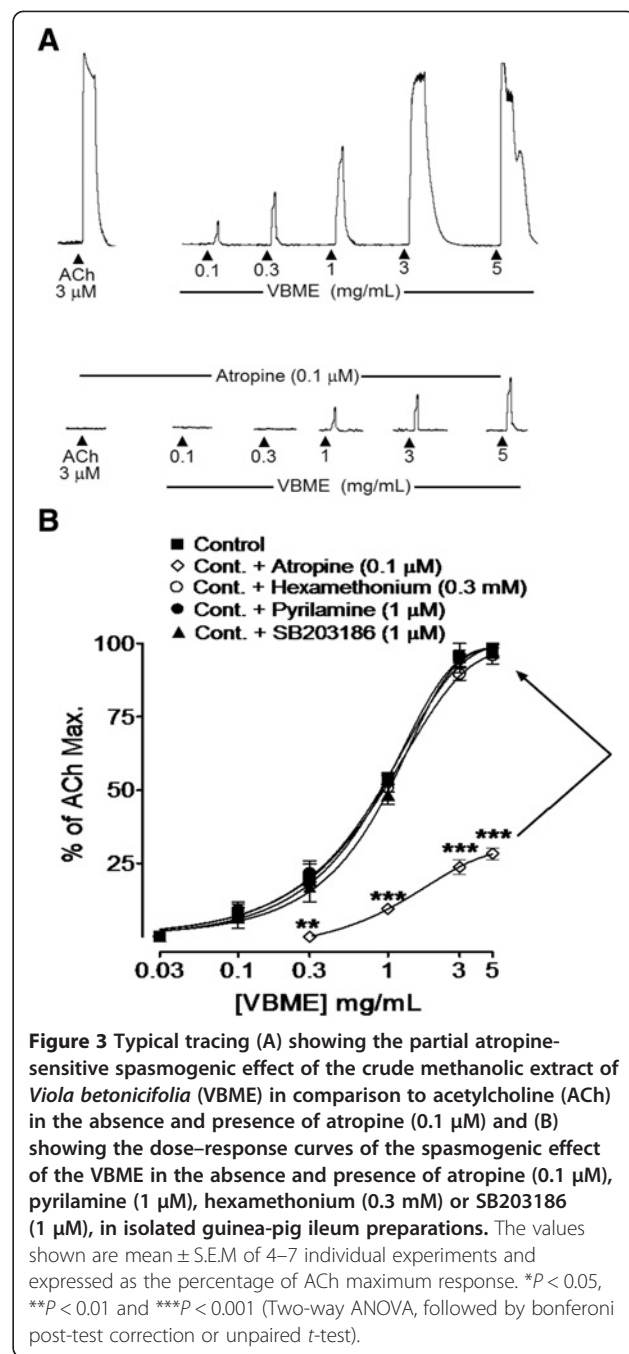 A
ACh
3 µM
0.1
0.3
1
3
5
VBME (mg/mL)
Atropine (0.1 µM)
ACh
3 µM
0.1
0.3
1
3
5
VBME (mg/mL)
B
Control
Cont. + Atropine (0.1 µM)
Cont. + Hexamethonium (0.3 mM)
Cont. + Pyrilamine (1 µM)
Cont. + SB203186 (1 µM)
% of ACh Max.
100
75
50
25
**
***
***
***
0.03
0.1
0.3
1
3
5
[VBME] mg/mL
Figure 3 Typical tracing (A) showing the partial atropine-
sensitive spasmogenic effect of the crude methanolic extract of
Viola betonicifolia (VBME) in comparison to acetylcholine (ACh)
in the absence and presence of atropine (0.1 µM) and (B)
showing the dose–response curves of the spasmogenic effect
of the VBME in the absence and presence of atropine (0.1 µM),
pyrilamine (1 µM), hexamethonium (0.3 mM) or SB203186
(1 µM), in isolated guinea-pig ileum preparations. The values
shown are mean ± S.E.M of 4–7 individual experiments and
expressed as the percentage of ACh maximum response. *P < 0.05,
**P < 0.01 and ***P < 0.001 (Two-way ANOVA, followed by bonferoni
post-test correction or unpaired t-test).